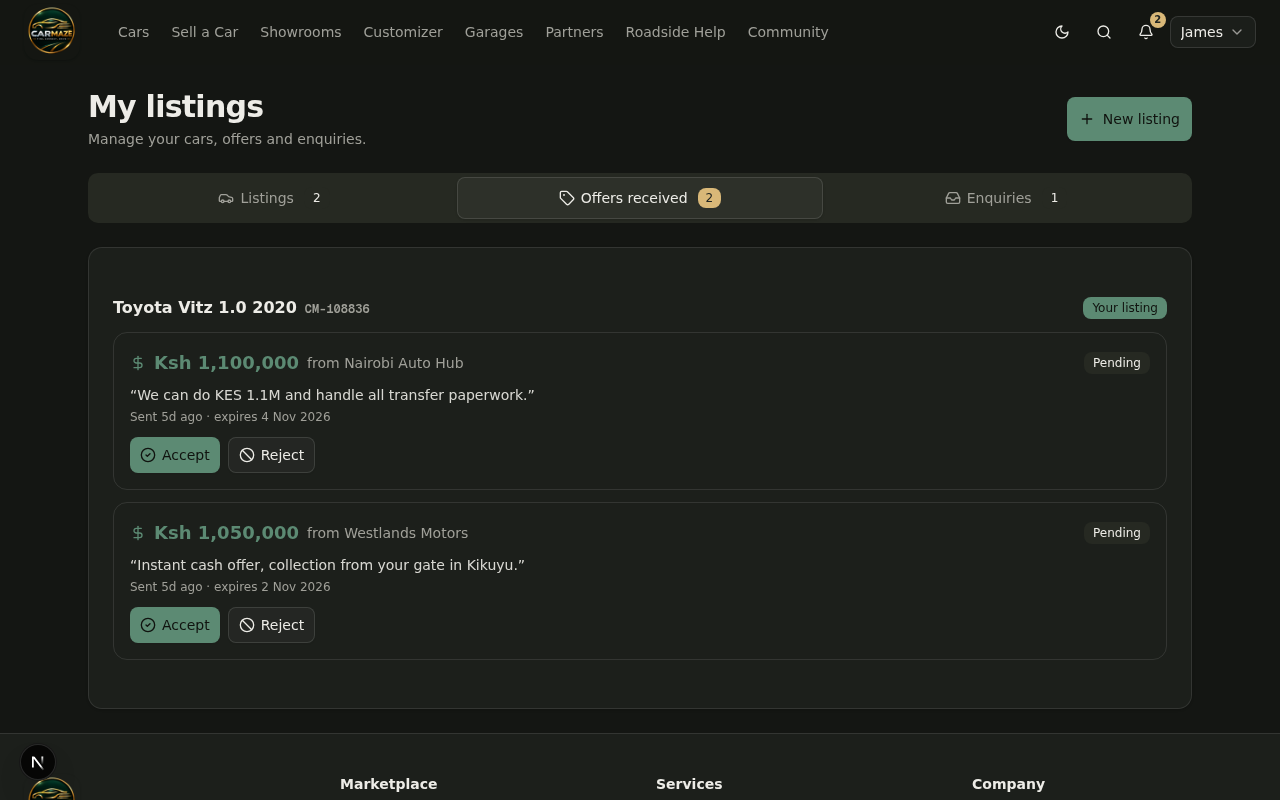 CARMAZE
Cars Sell a Car Showrooms Customizer Garages Partners Roadside Help Community
2
James
My listings
Manage your cars, offers and enquiries.
New listing
Listings 2
Offers received 2
Enquiries 1
Toyota Vitz 1.0 2020 CM-108836
Your listing
$ Ksh 1,100,000 from Nairobi Auto Hub
Pending
“We can do KES 1.1M and handle all transfer paperwork.”
Sent 5d ago · expires 4 Nov 2026
Accept Reject
$ Ksh 1,050,000 from Westlands Motors
Pending
“Instant cash offer, collection from your gate in Kikuyu.”
Sent 5d ago · expires 2 Nov 2026
Accept Reject
N
Marketplace Services Company